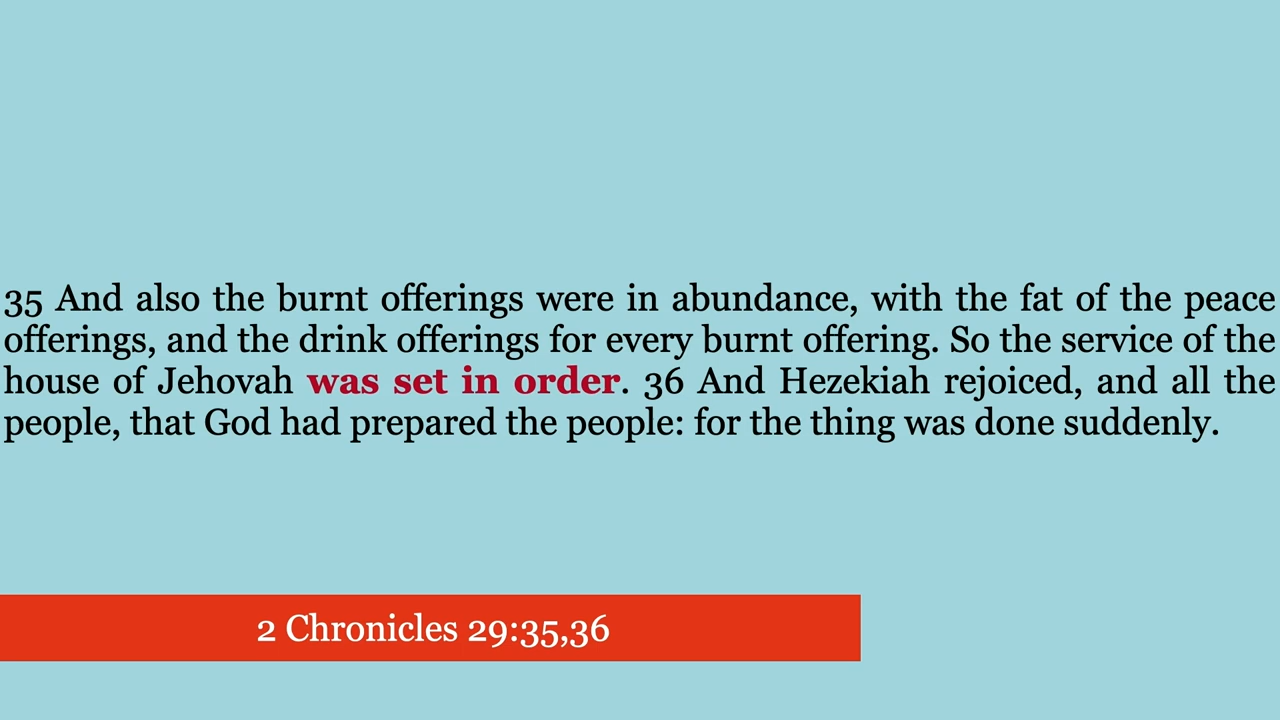 35 And also the burnt offerings were in abundance, with the fat of the peace
offerings, and the drink offerings for every burnt offering. So the service of the
house of Jehovah was set in order. 36 And Hezekiah rejoiced, and all the
people, that God had prepared the people: for the thing was done suddenly.
2 Chronicles 29:35,36